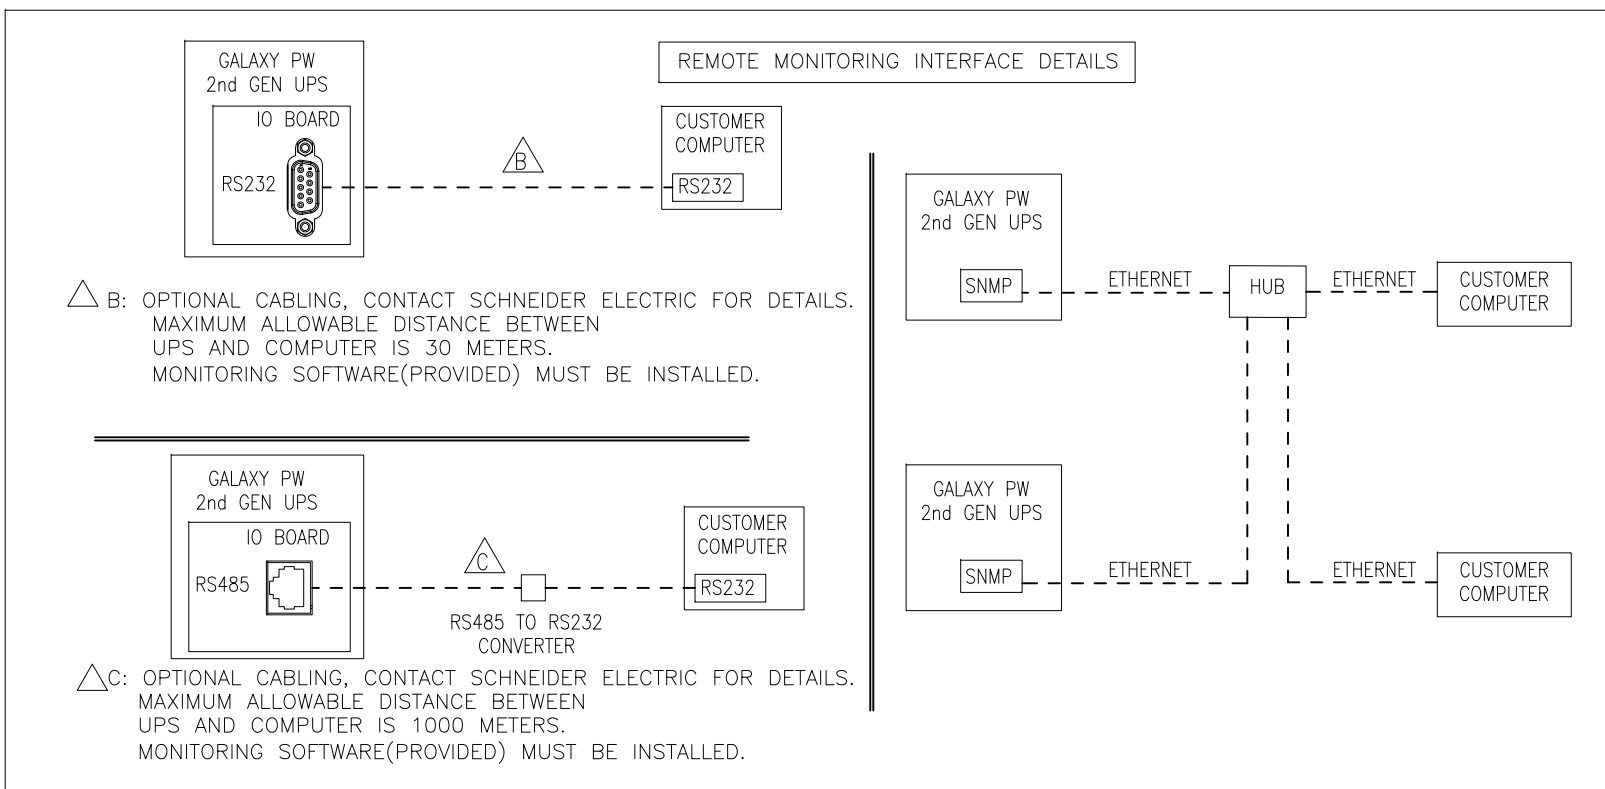 REMOTE MONITORING INTERFACE DETAILS
GALAXY PW
2nd GEN UPS
IO BOARD
RS232
B
CUSTOMER
COMPUTER
RS232
B: OPTIONAL CABLING, CONTACT SCHNEIDER ELECTRIC FOR DETAILS.
MAXIMUM ALLOWABLE DISTANCE BETWEEN
UPS AND COMPUTER IS 30 METERS.
MONITORING SOFTWARE(PROVIDED) MUST BE INSTALLED.
GALAXY PW
2nd GEN UPS
IO BOARD
RS485
C
RS485 TO RS232
CONVERTER
CUSTOMER
COMPUTER
RS232
C: OPTIONAL CABLING, CONTACT SCHNEIDER ELECTRIC FOR DETAILS.
MAXIMUM ALLOWABLE DISTANCE BETWEEN
UPS AND COMPUTER IS 1000 METERS.
MONITORING SOFTWARE(PROVIDED) MUST BE INSTALLED.
GALAXY PW
2nd GEN UPS
SNMP
ETHERNET
HUB
ETHERNET
CUSTOMER
COMPUTER
GALAXY PW
2nd GEN UPS
SNMP
ETHERNET
ETHERNET
CUSTOMER
COMPUTER